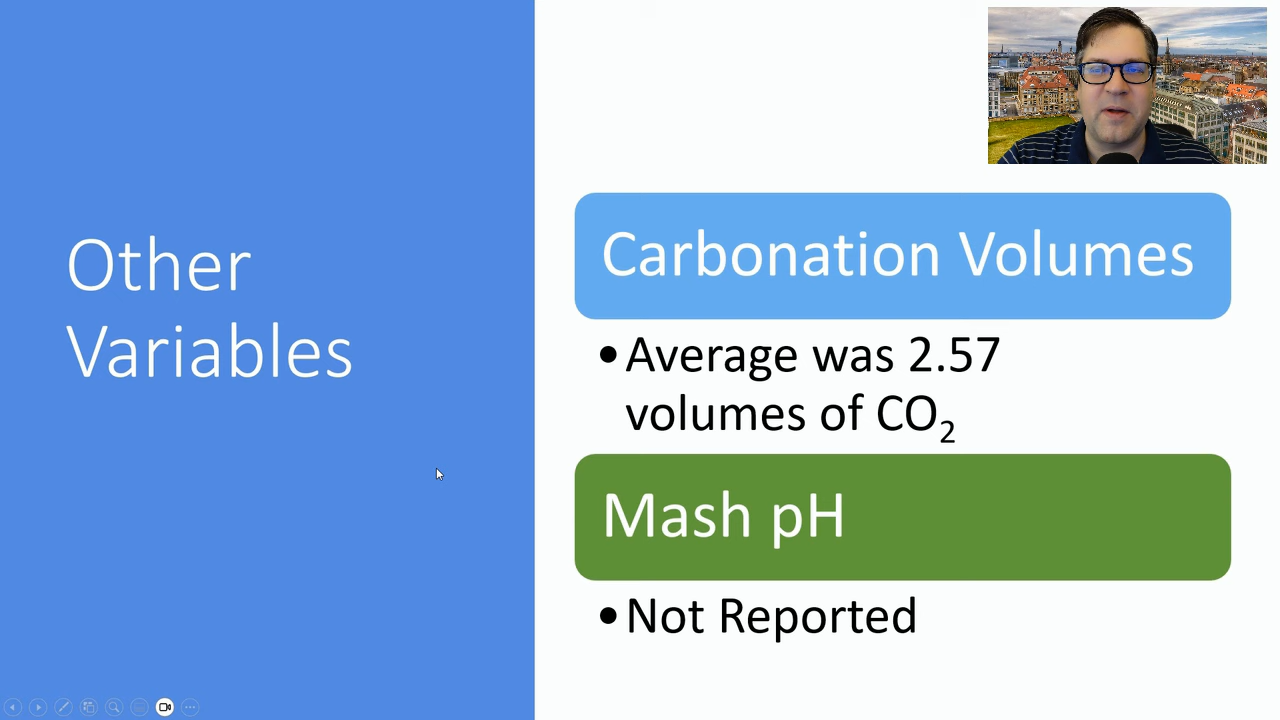 Other
Variables
Carbonation Volumes
•Average was 2.57
volumes of CO₂
Mash pH
•Not Reported